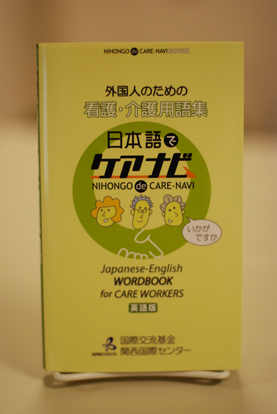 NIHONGO de CARE-NAVI
外国人のための
看護・介護用語集
日本語で
ケアナビ
NIHONGO de CARE-NAVI
いかが
ですか
Japanese-English
WORDBOOK
for CARE WORKERS
英語版
国際交流基金
関西国際センター